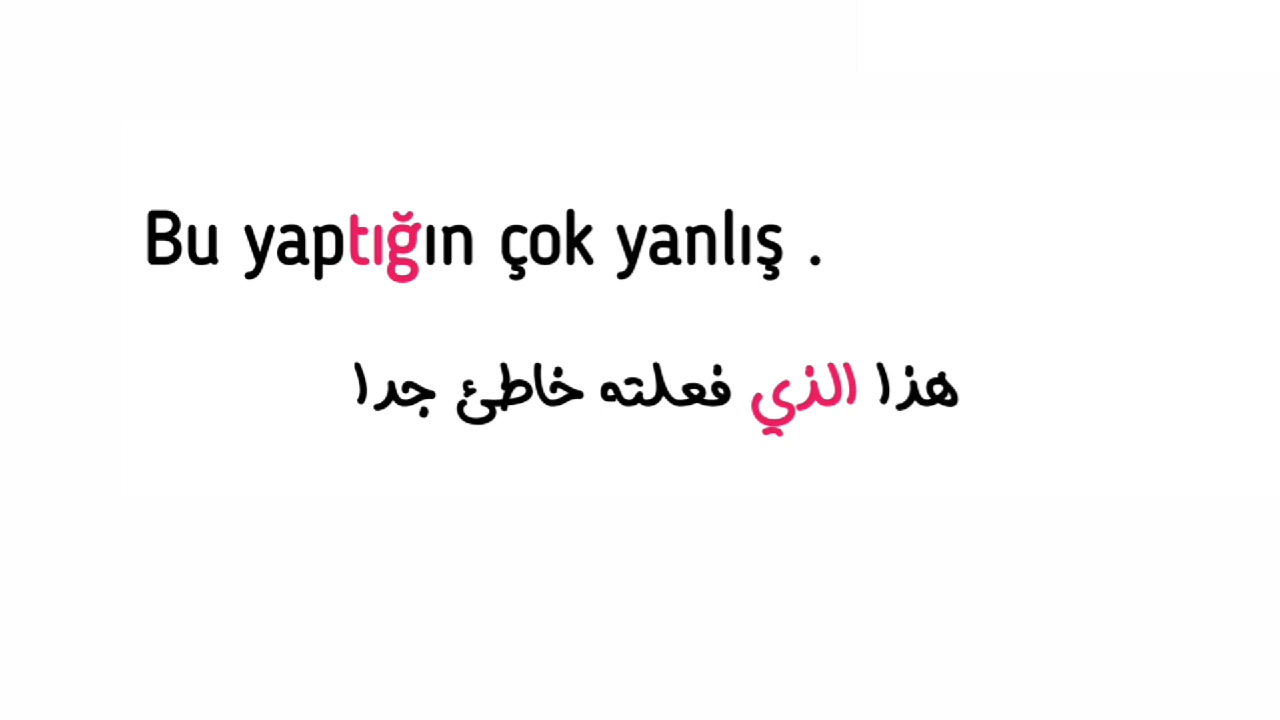 Bu yaptığın çok yanlış .
هذا الذي فعلته خاطئ جدا